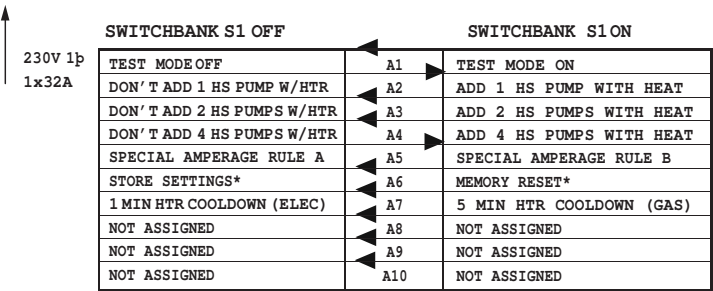 SWITCHBANK S1 OFF SWITCHBANK S1 ON
230V 1þ
1x32A
TEST MODE OFF A1 TEST MODE ON
DON'T ADD 1 HS PUMP W/HTR A2 ADD 1 HS PUMP WITH HEAT
DON'T ADD 2 HS PUMPS W/HTR A3 ADD 2 HS PUMPS WITH HEAT
DON'T ADD 4 HS PUMPS W/HTR A4 ADD 4 HS PUMPS WITH HEAT
SPECIAL AMPERAGE RULE A A5 SPECIAL AMPERAGE RULE B
STORE SETTINGS* A6 MEMORY RESET*
1 MIN HTR COOLDOWN (ELEC) A7 5 MIN HTR COOLDOWN (GAS)
NOT ASSIGNED A8 NOT ASSIGNED
NOT ASSIGNED A9 NOT ASSIGNED
NOT ASSIGNED A10 NOT ASSIGNED